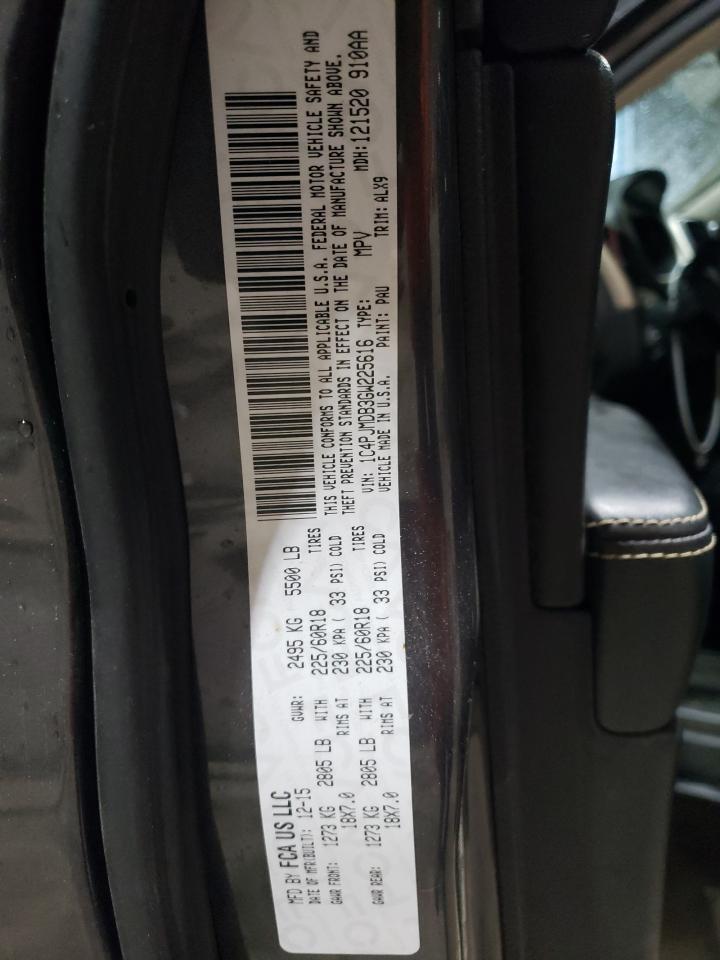 MFD BY FCA US LLC
DATE OF MFR(BUILT): 12-15 GVWR: 2495 KG 5500 LB
GAWR FRONT: 1273 KG 2805 LB WITH 225/60R18 TIRES
18X7.0 RIMS AT 230 KPA ( 33 PSI) COLD
GAWR REAR: 1273 KG 2805 LB WITH 225/60R18 TIRES
18X7.0 RIMS AT 230 KPA ( 33 PSI) COLD
THIS VEHICLE CONFORMS TO ALL APPLICABLE U.S.A. FEDERAL MOTOR VEHICLE SAFETY AND
THEFT PREVENTION STANDARDS IN EFFECT ON THE DATE OF MANUFACTURE SHOWN ABOVE.
VIN: 1C4PJMDB3GW225616 TYPE: MPV MDH:121520 910AA
VEHICLE MADE IN U.S.A. PAINT: PAU TRIM: ALX9